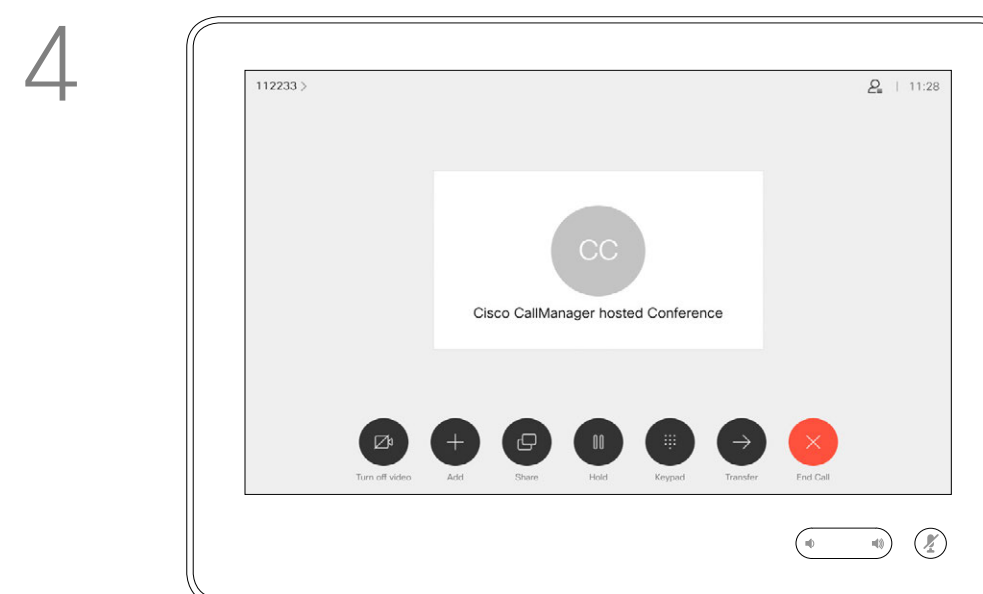 4
112233 >
| 11:28
CC
Cisco CallManager hosted Conference
Turn off video Add Share Hold Keypad Transfer End Call